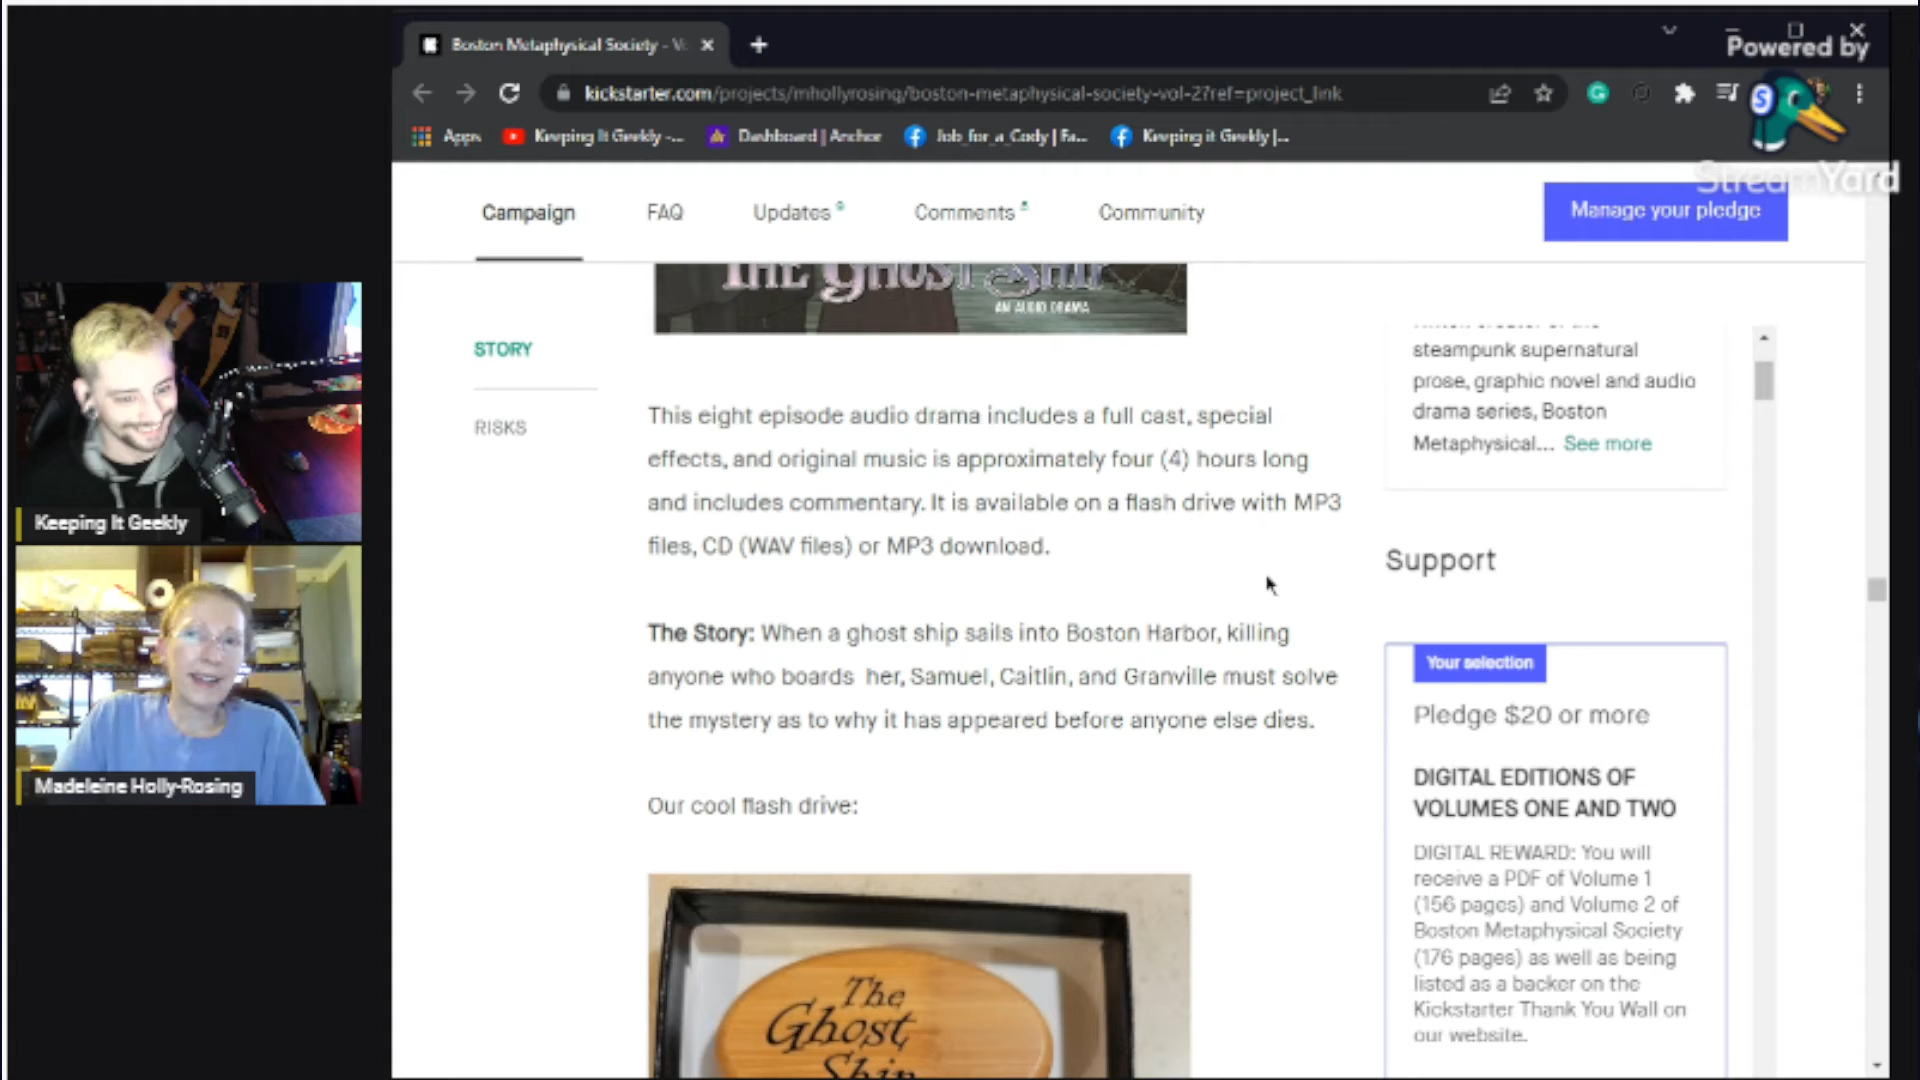 Boston Metaphysical Society - V
Powered by
kickstarter.com/projects/mhollyrosing/boston-metaphysical-society-vol-2?ref=project_link
Apps
Keeping It Geekly -...
Dashboard | Anchor
Job_for_a_Cody | Fa...
Keeping it Geekly |...
StreamYard
Campaign
FAQ
Updates
Comments
Community
Manage your pledge
THE GHOST SHIP
AN AUDIO DRAMA
STORY
RISKS
This eight episode audio drama includes a full cast, special
effects, and original music is approximately four (4) hours long
and includes commentary. It is available on a flash drive with MP3
files, CD (WAV files) or MP3 download.
The Story: When a ghost ship sails into Boston Harbor, killing
anyone who boards her, Samuel, Caitlin, and Granville must solve
the mystery as to why it has appeared before anyone else dies.
Our cool flash drive:
The
Ghost
Ship
steampunk supernatural
prose, graphic novel and audio
drama series, Boston
Metaphysical... See more
Support
Your selection
Pledge $20 or more
DIGITAL EDITIONS OF
VOLUMES ONE AND TWO
DIGITAL REWARD: You will
receive a PDF of Volume 1
(156 pages) and Volume 2 of
Boston Metaphysical Society
(176 pages) as well as being
listed as a backer on the
Kickstarter Thank You Wall on
our website.
Keeping It Geekly
Madeleine Holly-Rosing